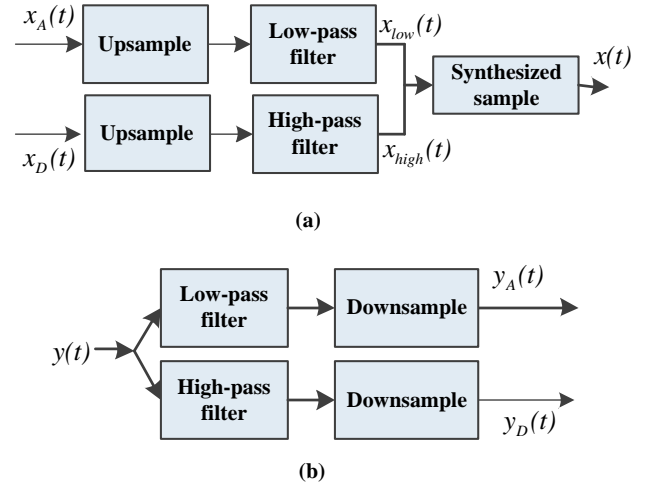 x_A(t)
Upsample
Low-pass
filter
x_low(t)
Synthesized
sample
x(t)
x_D(t)
Upsample
High-pass
filter
x_high(t)
(a)
y(t)
Low-pass
filter
Downsample
y_A(t)
High-pass
filter
Downsample
y_D(t)
(b)